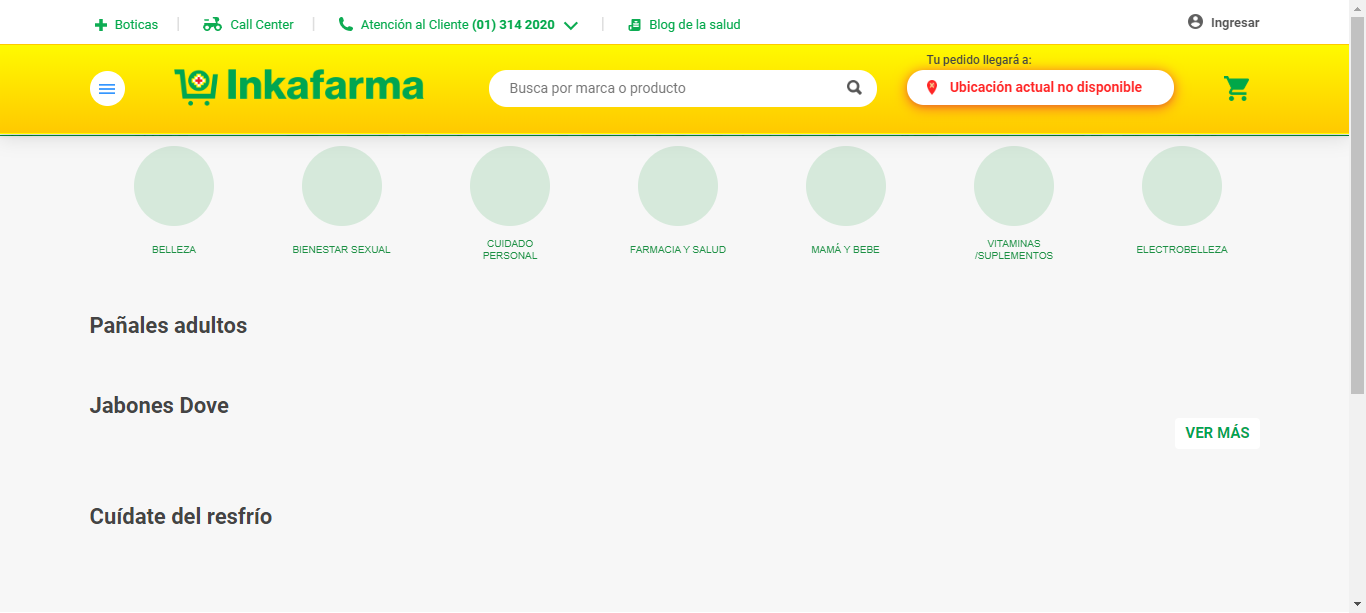 Boticas
Call Center
Atención al Cliente (01) 314 2020
Blog de la salud
Ingresar
Inkafarma
Busca por marca o producto
Tu pedido llegará a:
Ubicación actual no disponible
BELLEZA
BIENESTAR SEXUAL
CUIDADO
PERSONAL
FARMACIA Y SALUD
MAMÁ Y BEBE
VITAMINAS
/SUPLEMENTOS
ELECTROBELLEZA
Pañales adultos
Jabones Dove
VER MÁS
Cuídate del resfrío